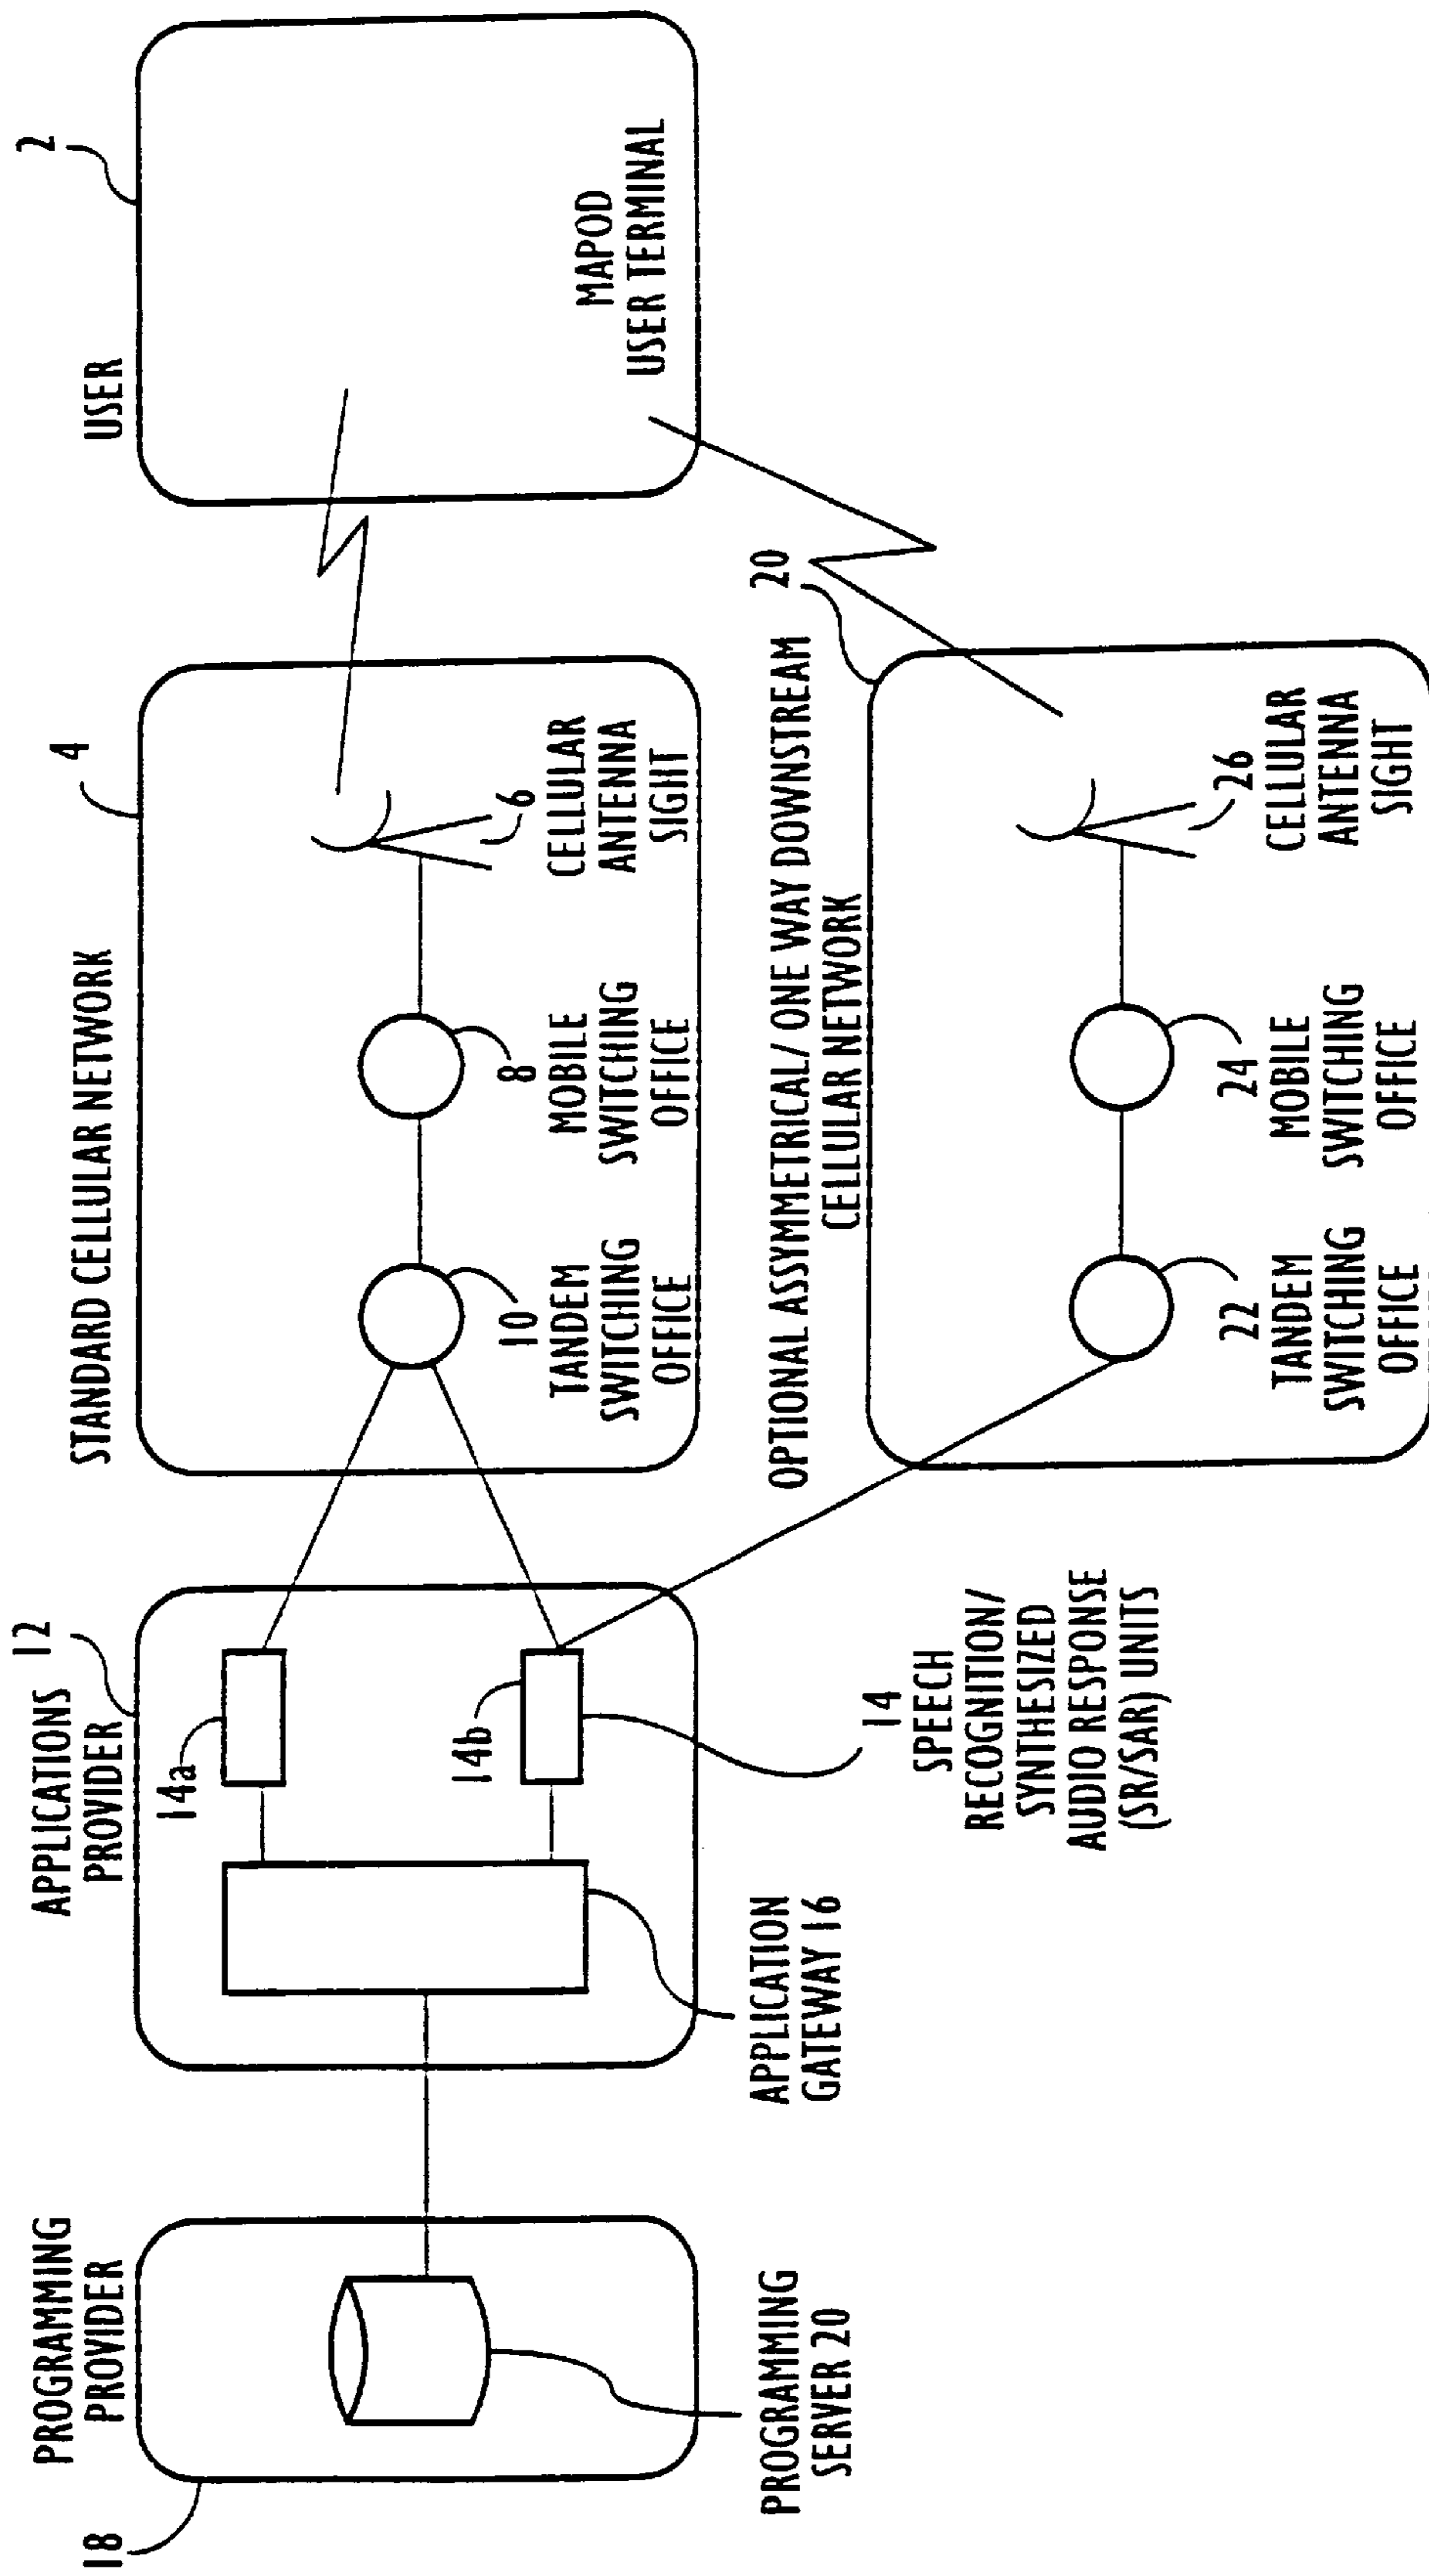 PROGRAMMING
PROVIDER
18
PROGRAMMING
SERVER 20
APPLICATIONS
PROVIDER
12
14a
14b
APPLICATION
GATEWAY 16
14
SPEECH
RECOGNITION/
SYNTHESIZED
AUDIO RESPONSE
(SR/SAR) UNITS
STANDARD CELLULAR NETWORK
4
10
TANDEM
SWITCHING
OFFICE
8
MOBILE
SWITCHING
OFFICE
6
CELLULAR
ANTENNA
SIGHT
USER
2
MAPOD
USER TERMINAL
OPTIONAL ASSYMETRICAL/ ONE WAY DOWNSTREAM
CELLULAR NETWORK
20
22
TANDEM
SWITCHING
OFFICE
24
MOBILE
SWITCHING
OFFICE
26
CELLULAR
ANTENNA
SIGHT